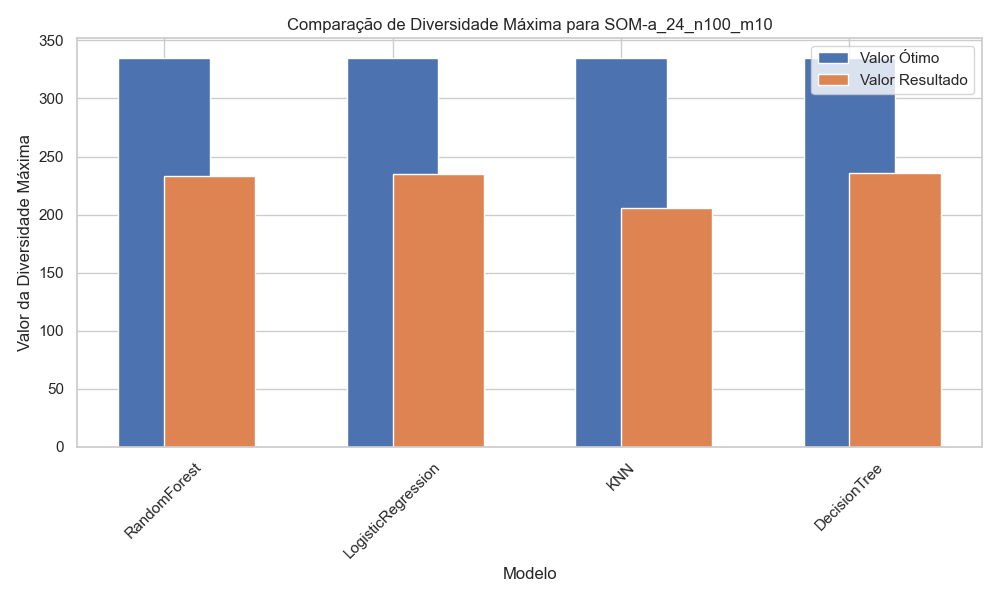 Comparação de Diversidade Máxima para SOM-a_24_n100_m10
Valor Ótimo
Valor Resultado
Valor da Diversidade Máxima
350
300
250
200
150
100
50
0
RandomForest
LogisticRegression
KNN
DecisionTree
Modelo